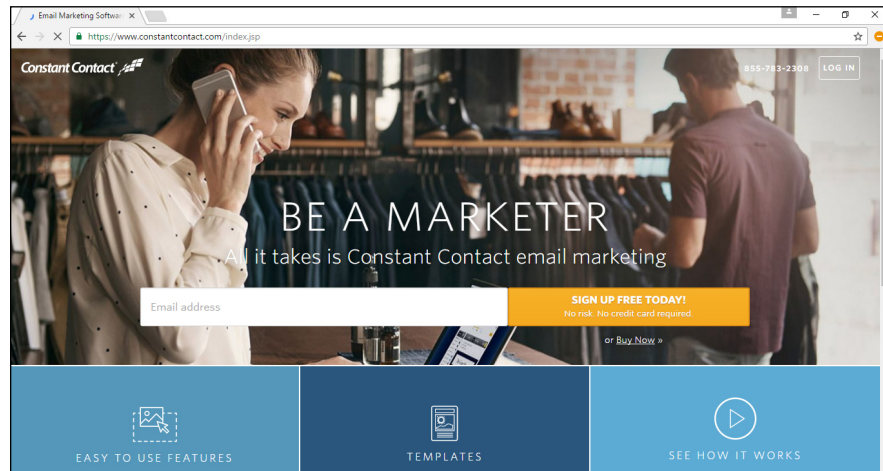 Email Marketing Softwar
https://www.constantcontact.com/index.jsp
Constant Contact
855-783-2308
LOG IN
BE A MARKETER
All it takes is Constant Contact email marketing
Email address
SIGN UP FREE TODAY!
No risk. No credit card required.
or Buy Now »
EASY TO USE FEATURES
TEMPLATES
SEE HOW IT WORKS